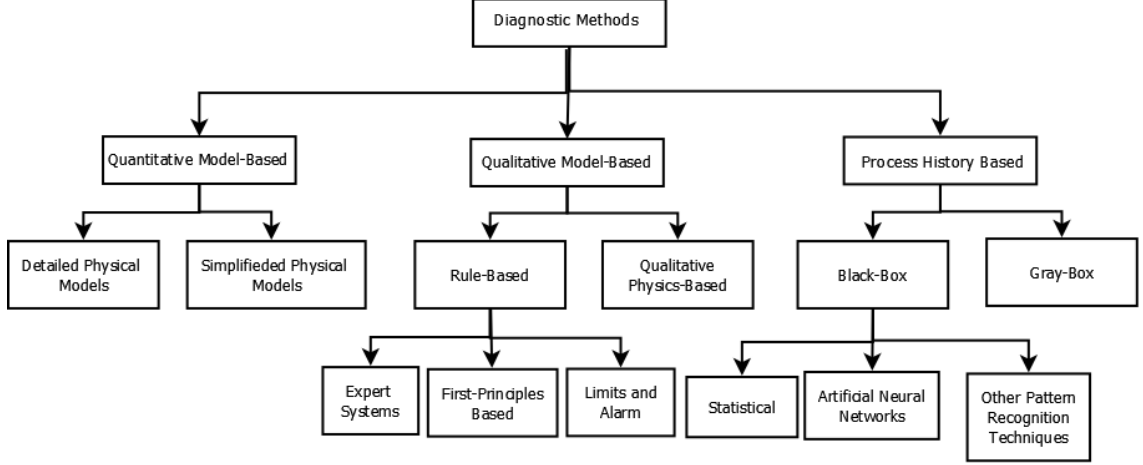 Diagnostic Methods
Quantitative Model-Based
Qualitative Model-Based
Process History Based
Detailed Physical
Models
Simplifieded Physical
Models
Rule-Based
Qualitative
Physics-Based
Black-Box
Gray-Box
Expert
Systems
First-Principles
Based
Limits and
Alarm
Statistical
Artificial Neural
Networks
Other Pattern
Recognition
Techniques